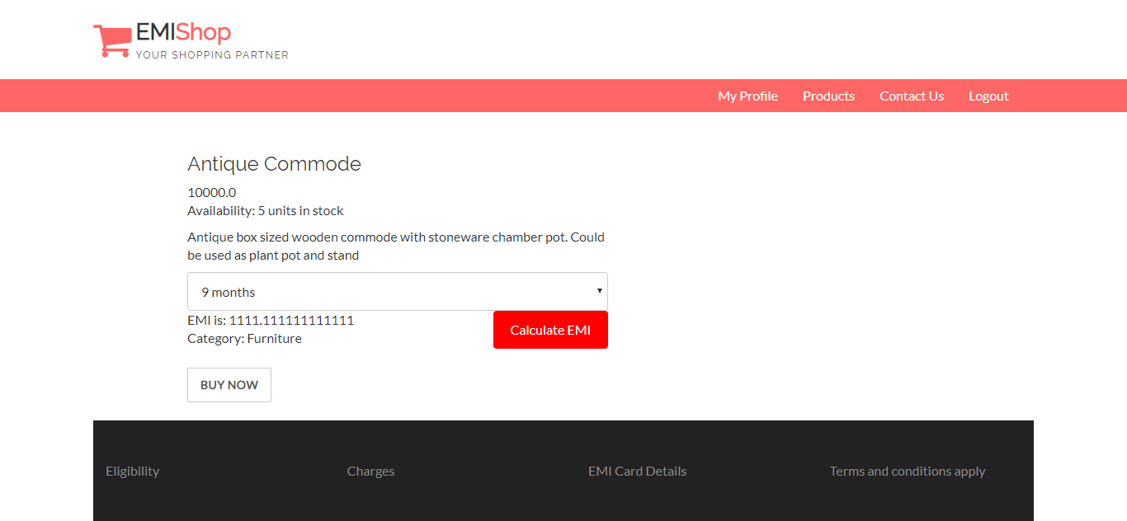 EMIShop
YOUR SHOPPING PARTNER
My Profile Products Contact Us Logout
Antique Commode
10000.0
Availability: 5 units in stock
Antique box sized wooden commode with stoneware chamber pot. Could
be used as plant pot and stand
9 months
EMI is: 1111.111111111111
Calculate EMI
Category: Furniture
BUY NOW
Eligibility Charges EMI Card Details Terms and conditions apply